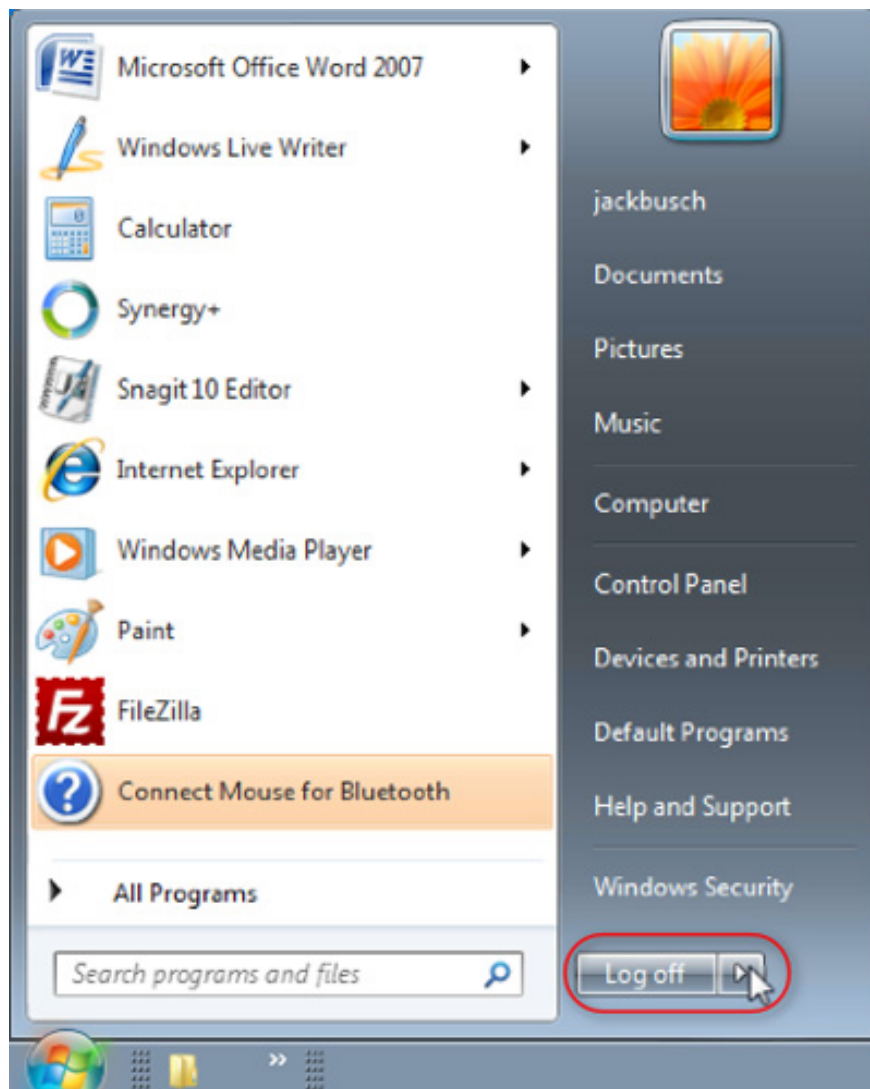 Microsoft Office Word 2007
Windows Live Writer
Calculator
Synergy+
Snagit 10 Editor
Internet Explorer
Windows Media Player
Paint
FileZilla
Connect Mouse for Bluetooth
All Programs
Search programs and files
jackbusch
Documents
Pictures
Music
Computer
Control Panel
Devices and Printers
Default Programs
Help and Support
Windows Security
Log off